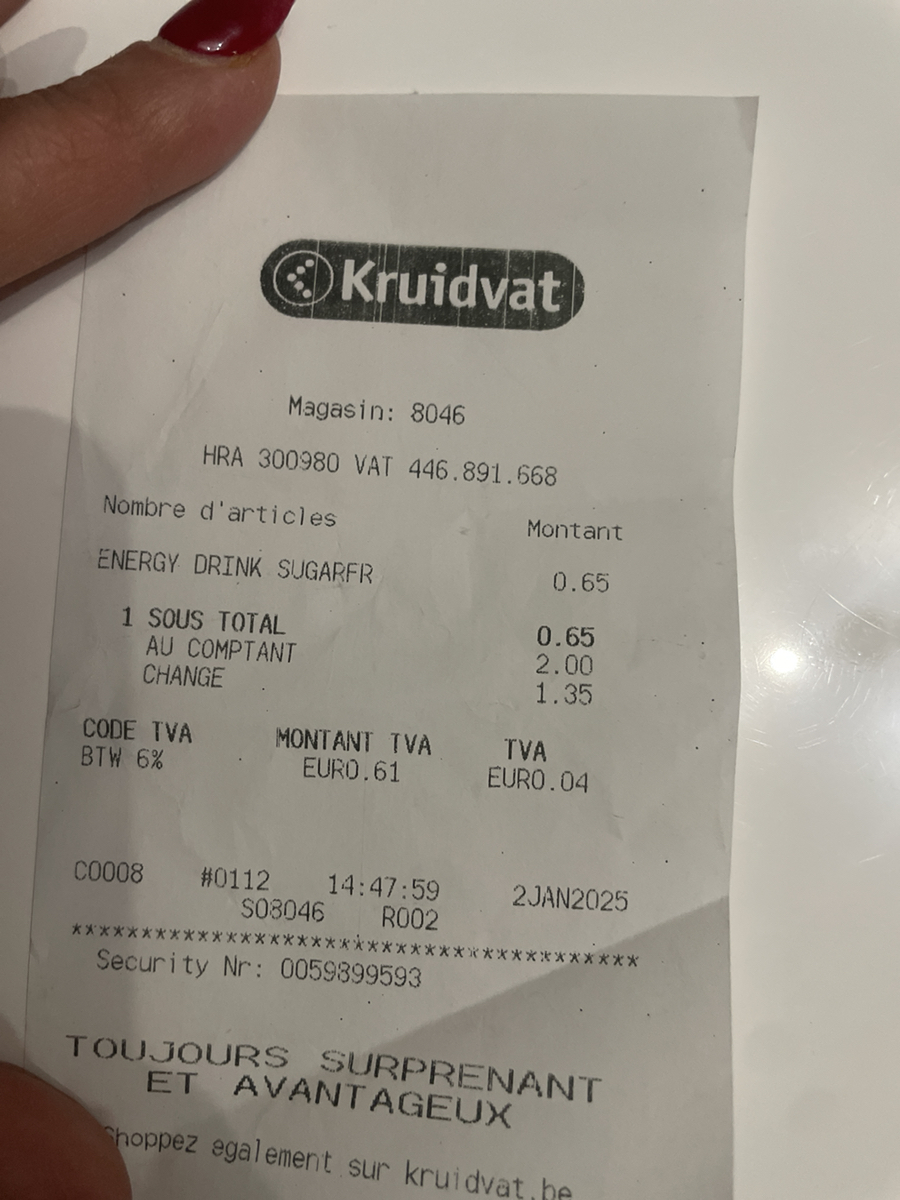 Kruidvat
Magasin: 8046
HRA 300980 VAT 446.891.668
Nombre d'articles Montant
ENERGY DRINK SUGARFR 0.65
1 SOUS TOTAL 0.65
AU COMPTANT 2.00
CHANGE 1.35
CODE TVA MONTANT TVA TVA
BTW 6% EUR0.61 EUR0.04
C0008 #0112 14:47:59 2JAN2025
S08046 R002
*****************************************
Security Nr: 0059899593
TOUJOURS SURPRENANT
ET AVANTAGEUX
Shoppez egalement sur kruidvat.be